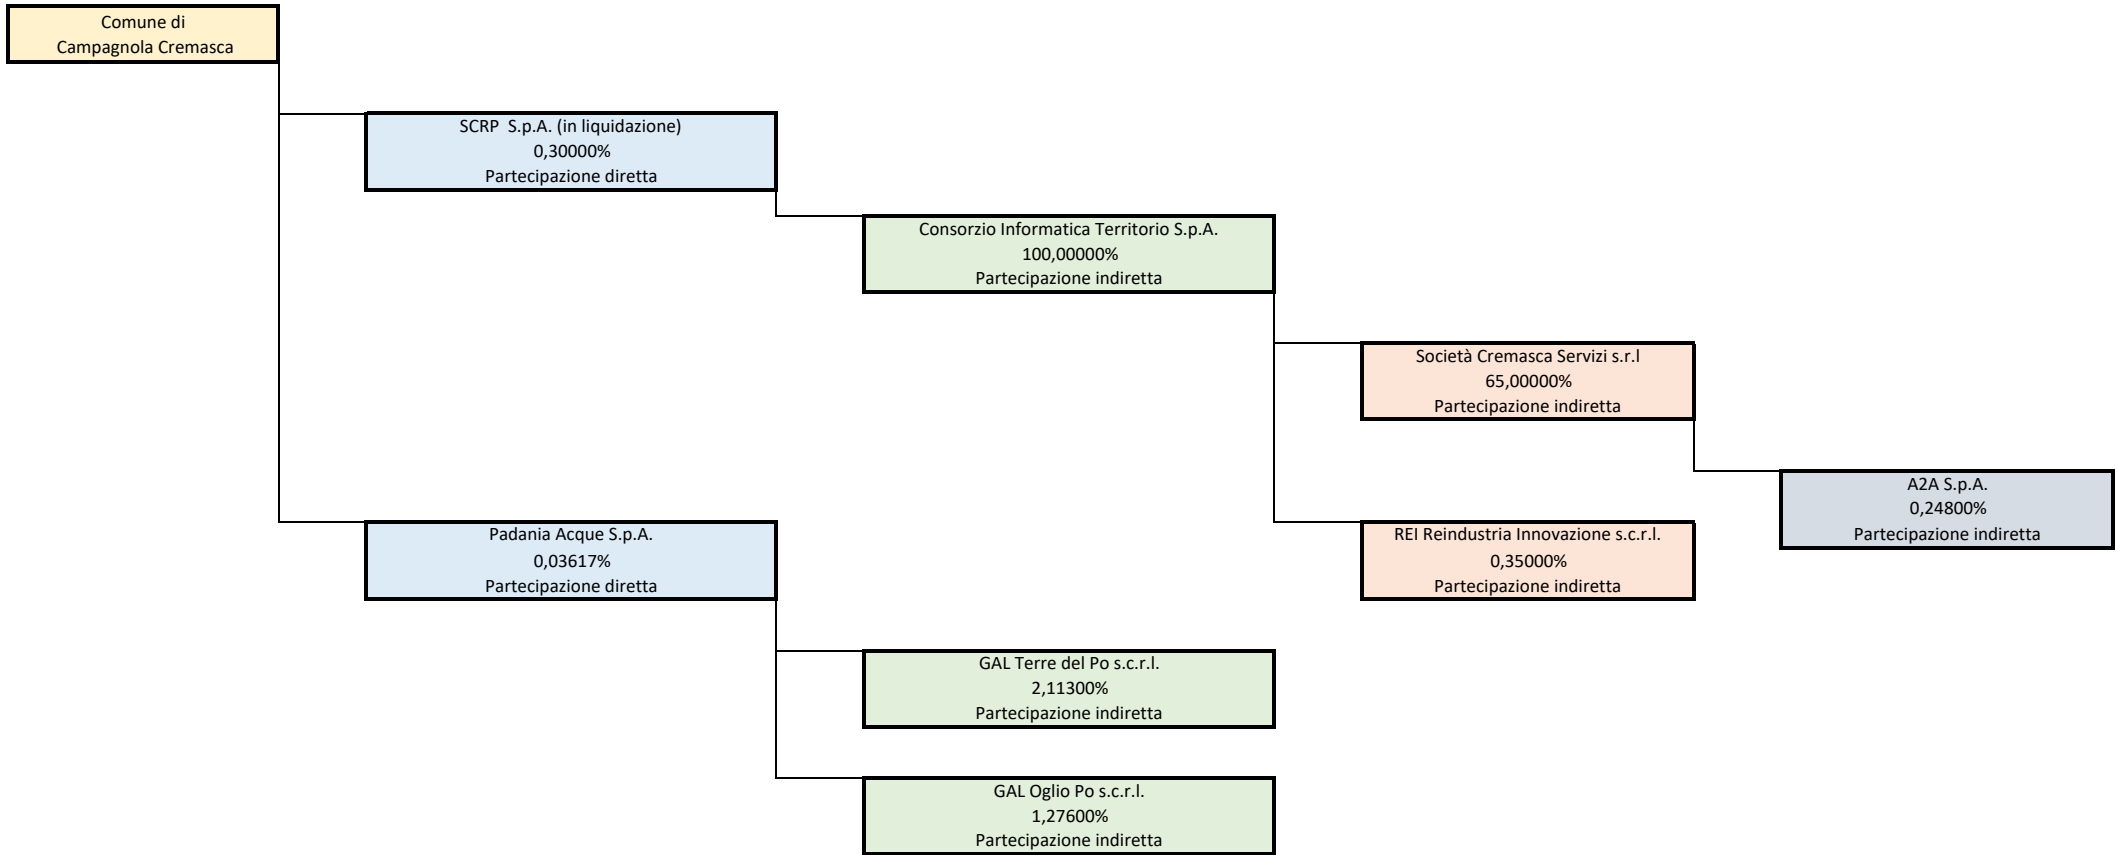 Comune di
Campagnola Cremasca
SCRP S.p.A. (in liquidazione)
0,30000%
Partecipazione diretta
Consorzio Informatica Territorio S.p.A.
100,00000%
Partecipazione indiretta
Società Cremasca Servizi s.r.l
65,00000%
Partecipazione indiretta
A2A S.p.A.
0,24800%
Partecipazione indiretta
Padania Acque S.p.A.
0,03617%
Partecipazione diretta
REI Reindustria Innovazione s.c.r.l.
0,35000%
Partecipazione indiretta
GAL Terre del Po s.c.r.l.
2,11300%
Partecipazione indiretta
GAL Oglio Po s.c.r.l.
1,27600%
Partecipazione indiretta